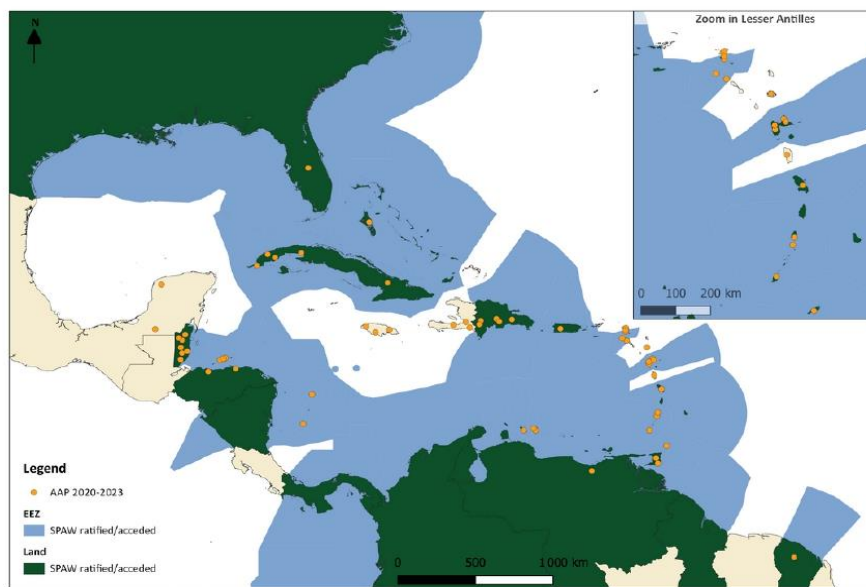 Zoom in Lesser Antilles
N
0 100 200 km
Legend
AAP 2020-2023
EEZ
SPAW ratified/acceded
Land
SPAW ratified/acceded
0 500 1000 km